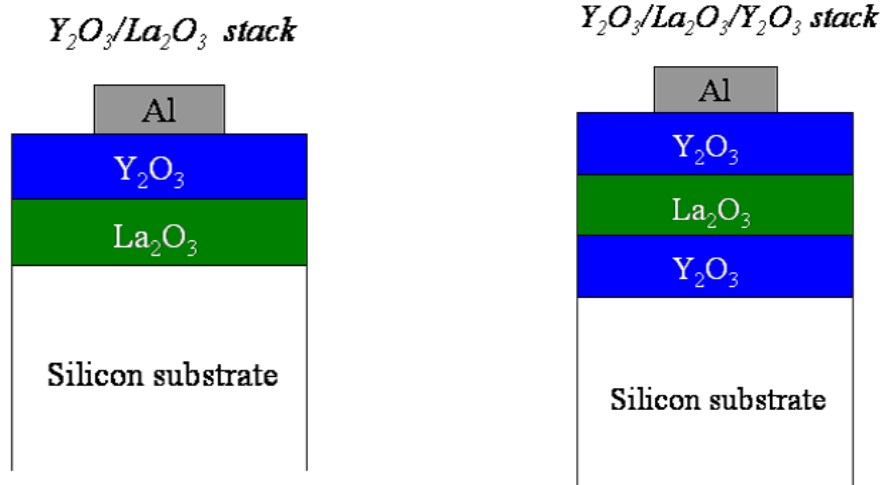 Y₂O₃/La₂O₃ stack
Al
Y₂O₃
La₂O₃
Silicon substrate
Y₂O₃/La₂O₃/Y₂O₃ stack
Al
Y₂O₃
La₂O₃
Y₂O₃
Silicon substrate